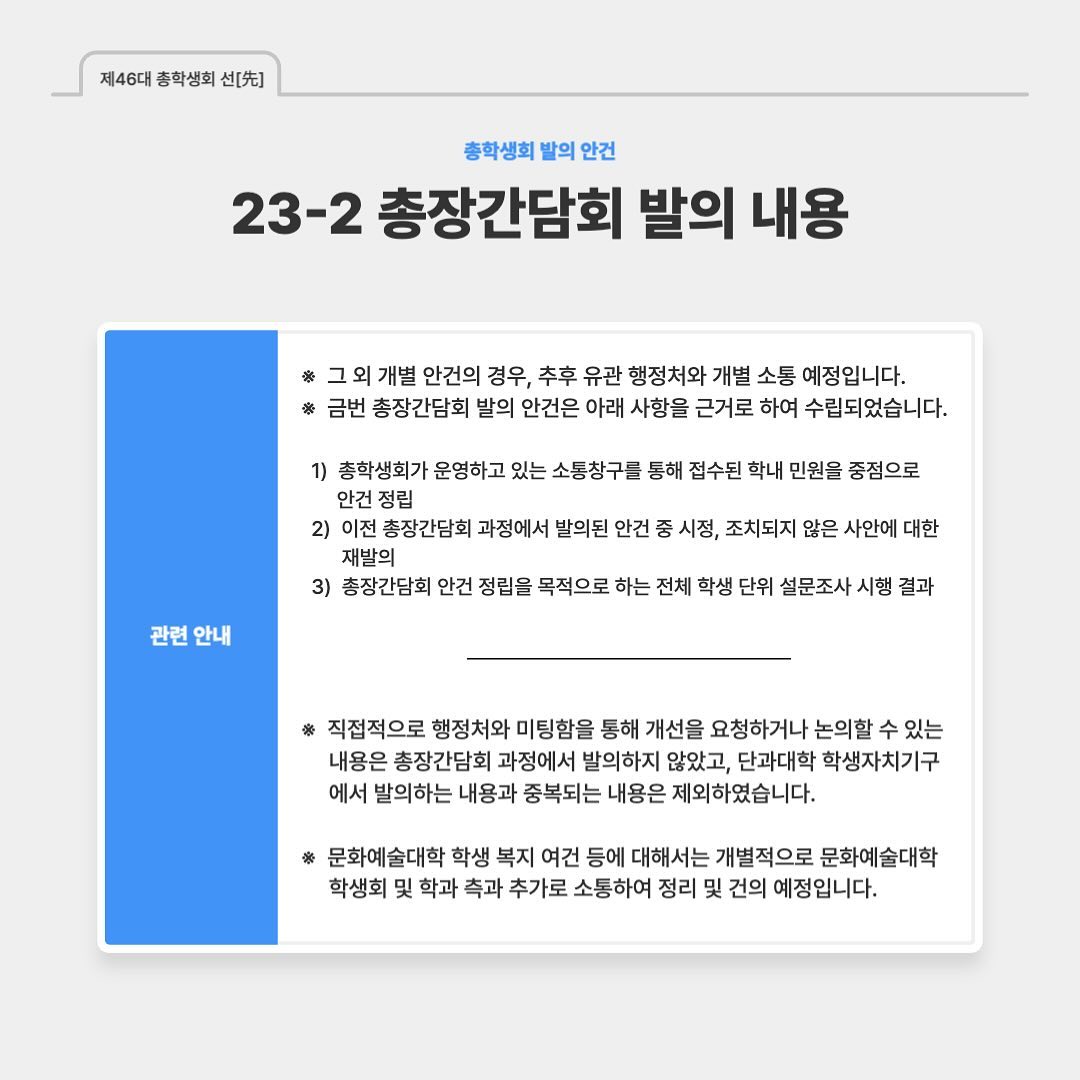 제46대 총학생회 선[先]
총학생회 발의 안건
23-2 총장간담회 발의 내용
관련 안내
※ 그 외 개별 안건의 경우, 추후 유관 행정처와 개별 소통 예정입니다.
※ 금번 총장간담회 발의 안건은 아래 사항을 근거로 하여 수립되었습니다.
1) 총학생회가 운영하고 있는 소통창구를 통해 접수된 학내 민원을 중점으로
안건 정립
2) 이전 총장간담회 과정에서 발의된 안건 중 시정, 조치되지 않은 사안에 대한
재발의
3) 총장간담회 안건 정립을 목적으로 하는 전체 학생 단위 설문조사 시행 결과
※ 직접적으로 행정처와 미팅함을 통해 개선을 요청하거나 논의할 수 있는
내용은 총장간담회 과정에서 발의하지 않았고, 단과대학 학생자치기구
에서 발의하는 내용과 중복되는 내용은 제외하였습니다.
※ 문화예술대학 학생 복지 여건 등에 대해서는 개별적으로 문화예술대학
학생회 및 학과 측과 추가로 소통하여 정리 및 건의 예정입니다.